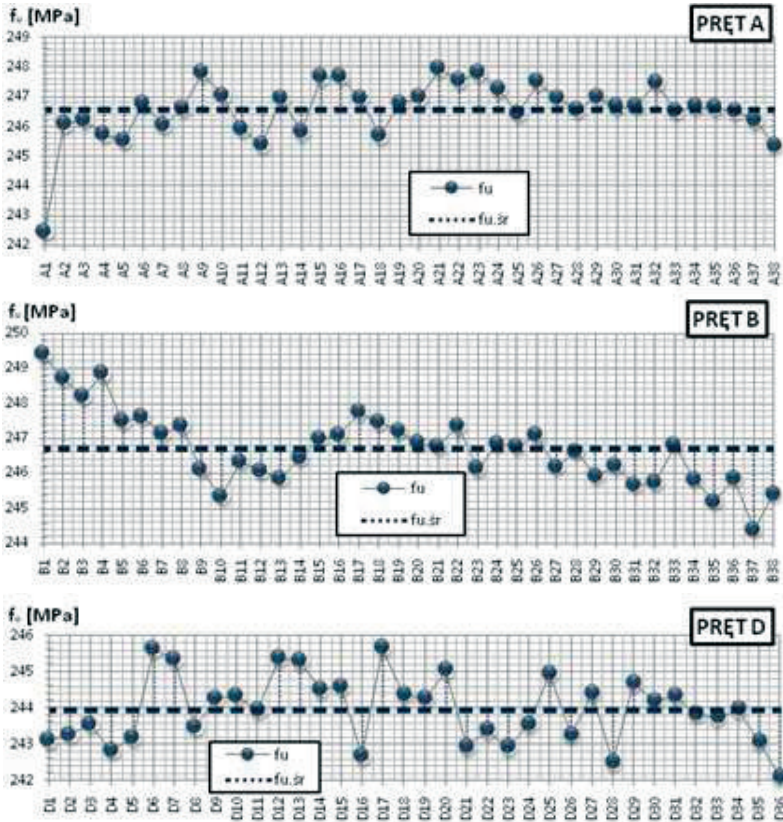 fᵤ [MPa]
PRĘT A
249
248
247
246
245
244
243
242
fu
fu.śr
A1 A2 A3 A4 A5 A6 A7 A8 A9 A10 A11 A12 A13 A14 A15 A16 A17 A18 A19 A20 A21 A22 A23 A24 A25 A26 A27 A28 A29 A30 A31 A32 A33 A34 A35 A36 A37 A38
fᵤ [MPa]
PRĘT B
250
249
248
247
246
245
244
fu
fu.śr
B1 B2 B3 B4 B5 B6 B7 B8 B9 B10 B11 B12 B13 B14 B15 B16 B17 B18 B19 B20 B21 B22 B23 B24 B25 B26 B27 B28 B29 B30 B31 B32 B33 B34 B35 B36 B37 B38
fᵤ [MPa]
PRĘT D
246
245
244
243
242
fu
fu.śr
D1 D2 D3 D4 D5 D6 D7 D8 D9 D10 D11 D12 D13 D14 D15 D16 D17 D18 D19 D20 D21 D22 D23 D24 D25 D26 D27 D28 D29 D30 D31 D32 D33 D34 D35 D36